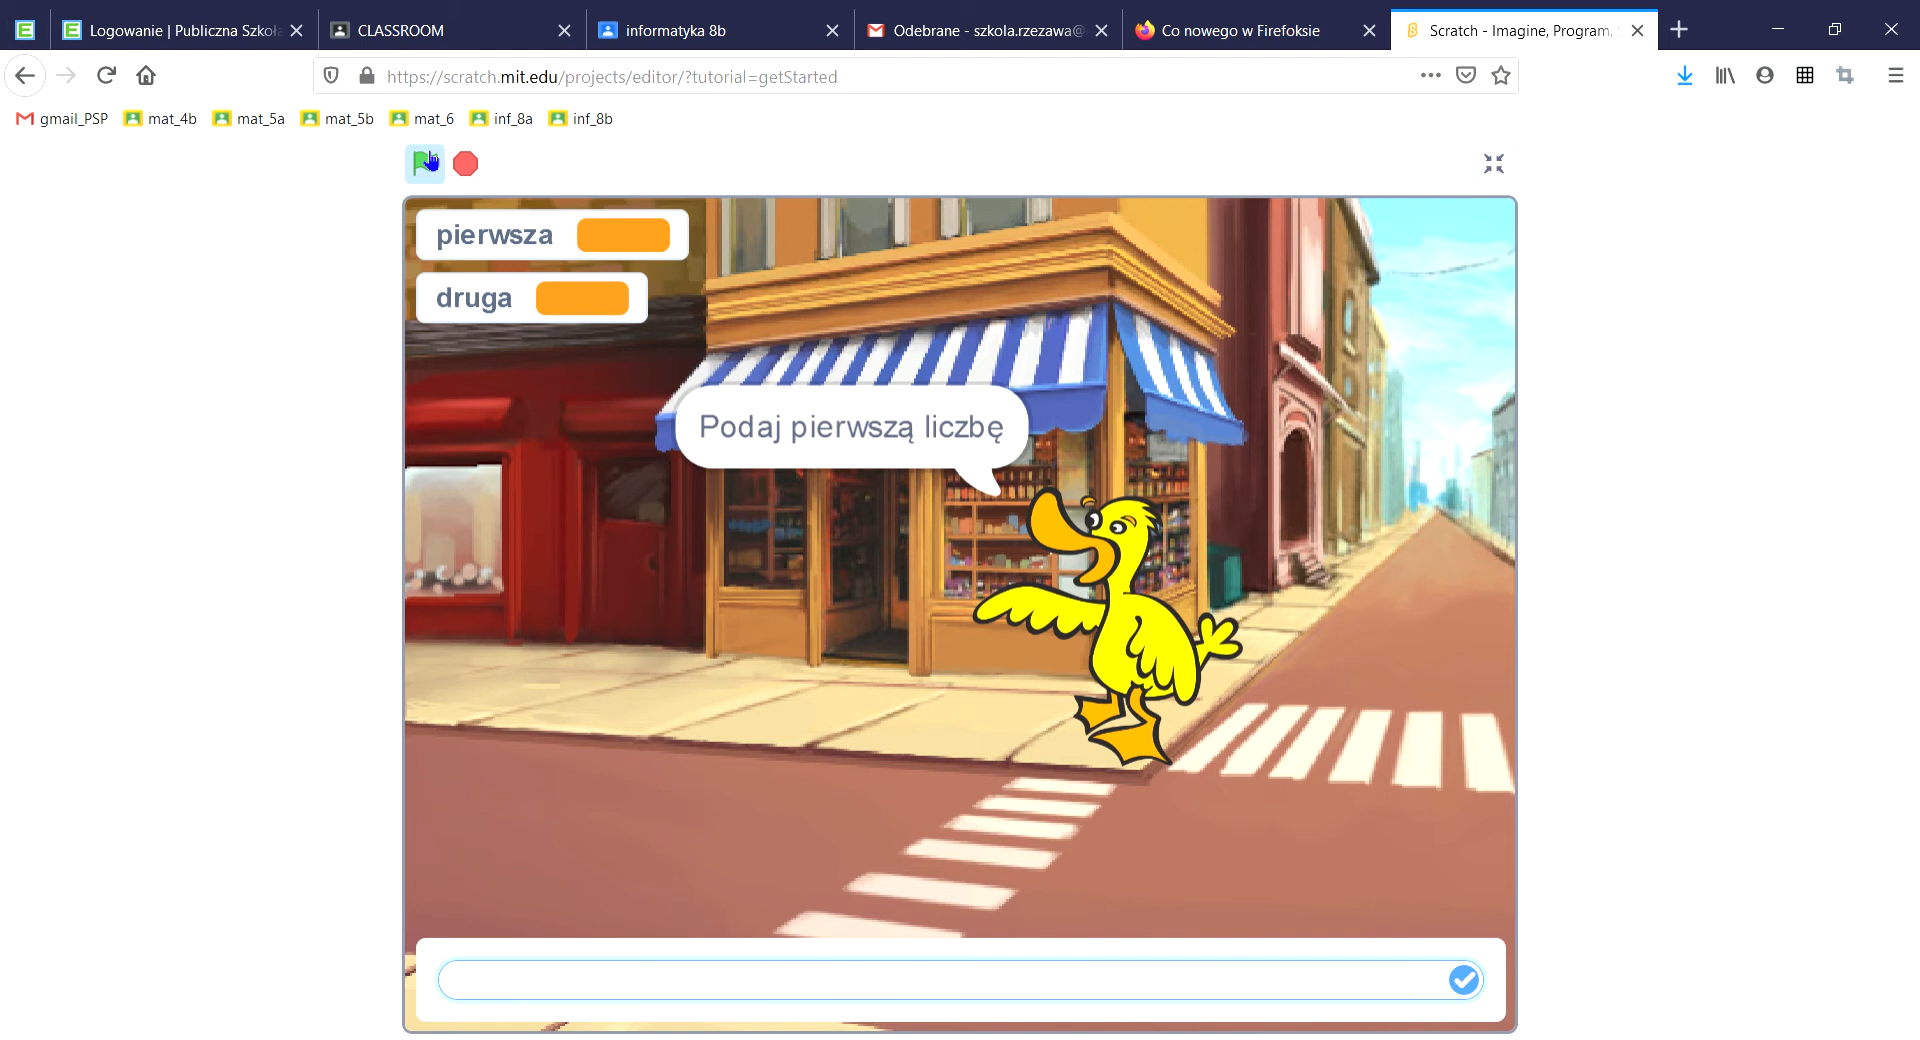 Logowanie | Publiczna Szkoła
CLASSROOM
informatyka 8b
Odebrane - szkola.rzezawa@
Co nowego w Firefoksie
Scratch - Imagine, Program,
https://scratch.mit.edu/projects/editor/?tutorial=getStarted
gmail_PSP
mat_4b
mat_5a
mat_5b
mat_6
inf_8a
inf_8b
pierwsza
druga
Podaj pierwszą liczbę